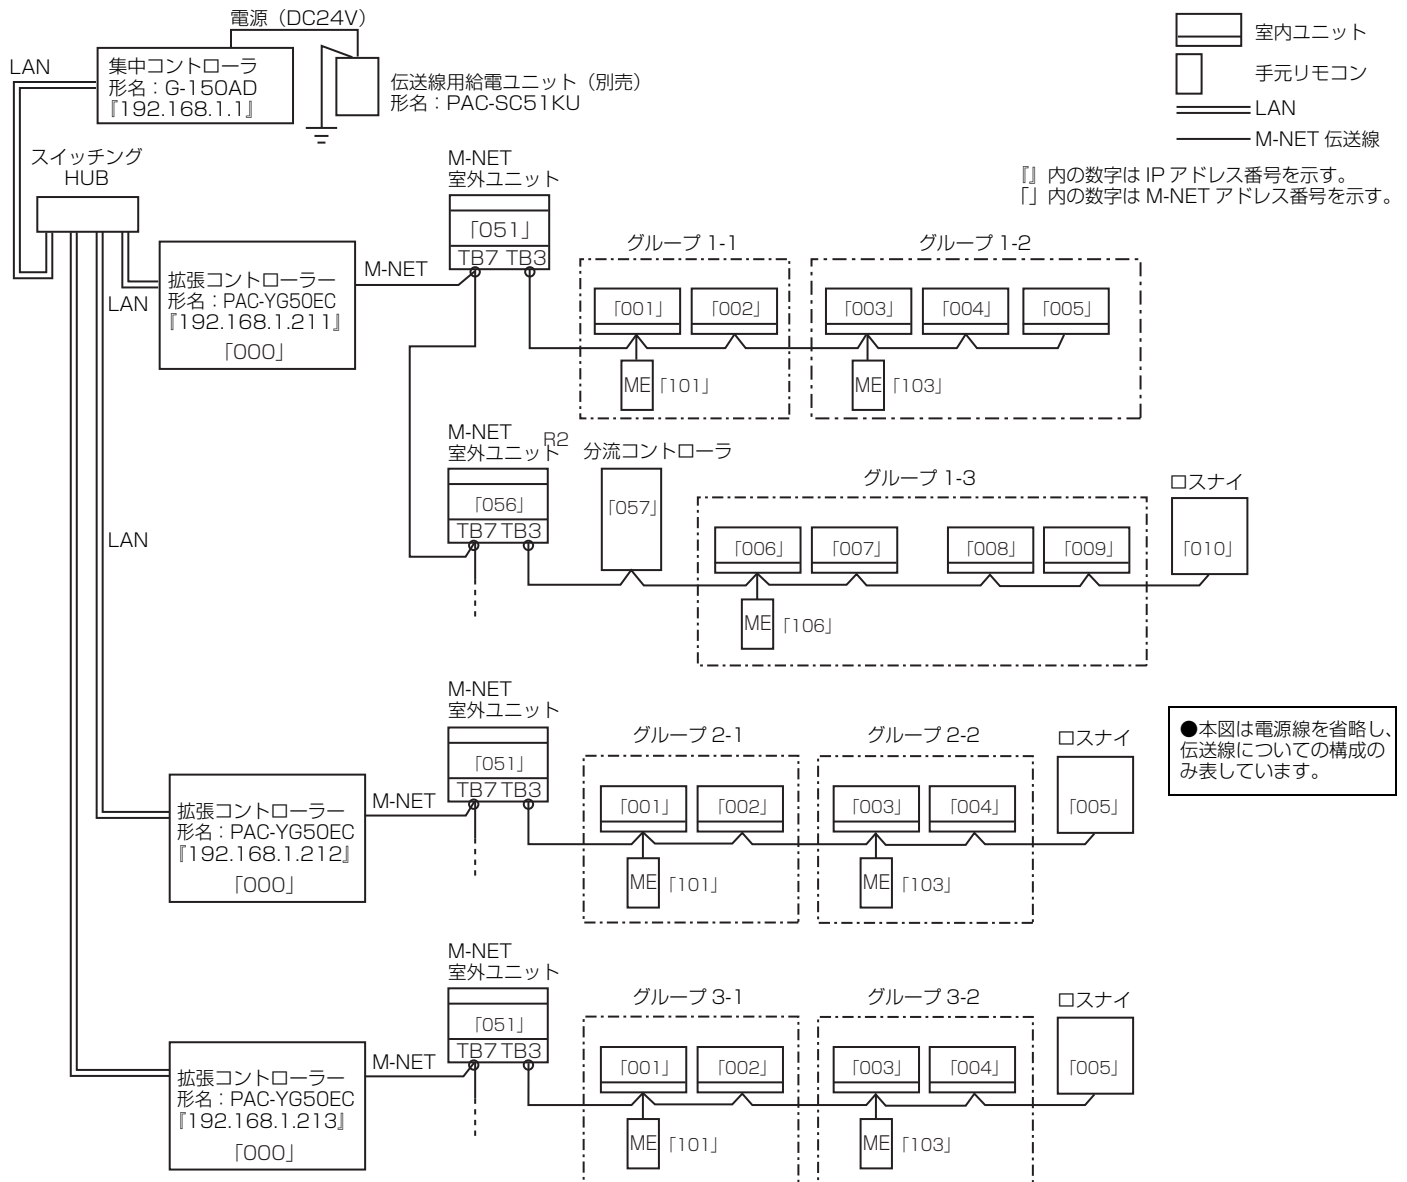 電源（DC24V）
LAN
集中コントローラ
形名：G-150AD
『192.168.1.1』
伝送線用給電ユニット（別売）
形名：PAC-SC51KU
室内ユニット
手元リモコン
LAN
M-NET 伝送線
『』内の数字は IP アドレス番号を示す。
「」内の数字は M-NET アドレス番号を示す。
スイッチング
HUB
拡張コントローラー
形名：PAC-YG50EC
『192.168.1.211』
「000」
LAN
M-NET
M-NET
室外ユニット
「051」
TB7 TB3
グループ 1-1
「001」 「002」
ME 「101」
グループ 1-2
「003」 「004」 「005」
ME 「103」
M-NET
室外ユニット R2
「056」
TB7 TB3
分流コントローラ
「057」
グループ 1-3
「006」 「007」 「008」 「009」
ME 「106」
ロスナイ
「010」
LAN
●本図は電源線を省略し、
伝送線についての構成の
み表しています。
拡張コントローラー
形名：PAC-YG50EC
『192.168.1.212』
「000」
M-NET
M-NET
室外ユニット
「051」
TB7 TB3
グループ 2-1
「001」 「002」
ME 「101」
グループ 2-2
「003」 「004」
ME 「103」
ロスナイ
「005」
拡張コントローラー
形名：PAC-YG50EC
『192.168.1.213』
「000」
M-NET
M-NET
室外ユニット
「051」
TB7 TB3
グループ 3-1
「001」 「002」
ME 「101」
グループ 3-2
「003」 「004」
ME 「103」
ロスナイ
「005」